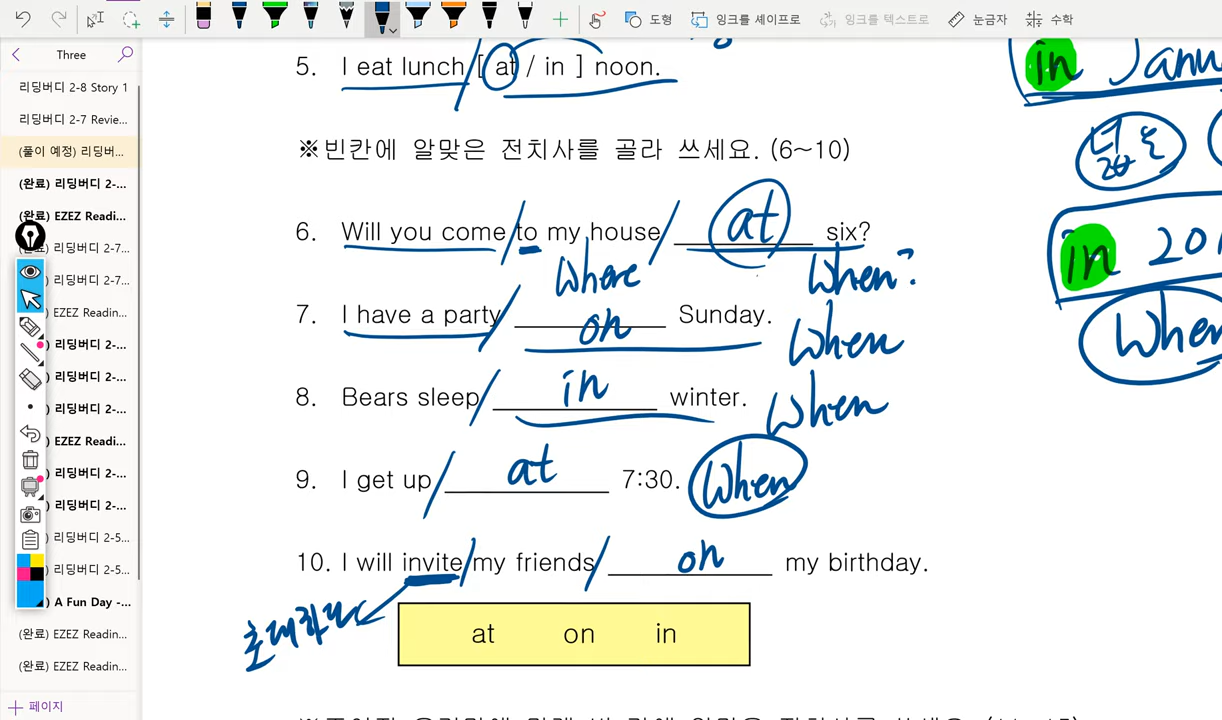 도형
잉크를 셰이프로
잉크를 텍스트로
눈금자
수학
Three
리딩버디 2-8 Story 1
리딩버디 2-7 Revie...
(풀이 예정) 리딩버...
(완료) 리딩버디 2-...
(완료) EZEZ Readi...
) 리딩버디 2-7...
) 리딩버디 2-7...
EZEZ Readin...
) 리딩버디 2-...
) 리딩버디 2-...
) 리딩버디 2-...
) EZEZ Readi...
) 리딩버디 2-...
) 리딩버디 2-...
) 리딩버디 2-5...
) 리딩버디 2-5...
) A Fun Day -...
(완료) EZEZ Readin...
(완료) EZEZ Readin...
페이지
5. I eat lunch [ at / in ] noon.
※빈칸에 알맞은 전치사를 골라 쓰세요. (6~10)
6. Will you come to my house at six?
Where When?
7. I have a party on Sunday. When
8. Bears sleep in winter. When
9. I get up at 7:30. When
10. I will invite my friends on my birthday.
at on in
in Janu
넓은
in 201
When